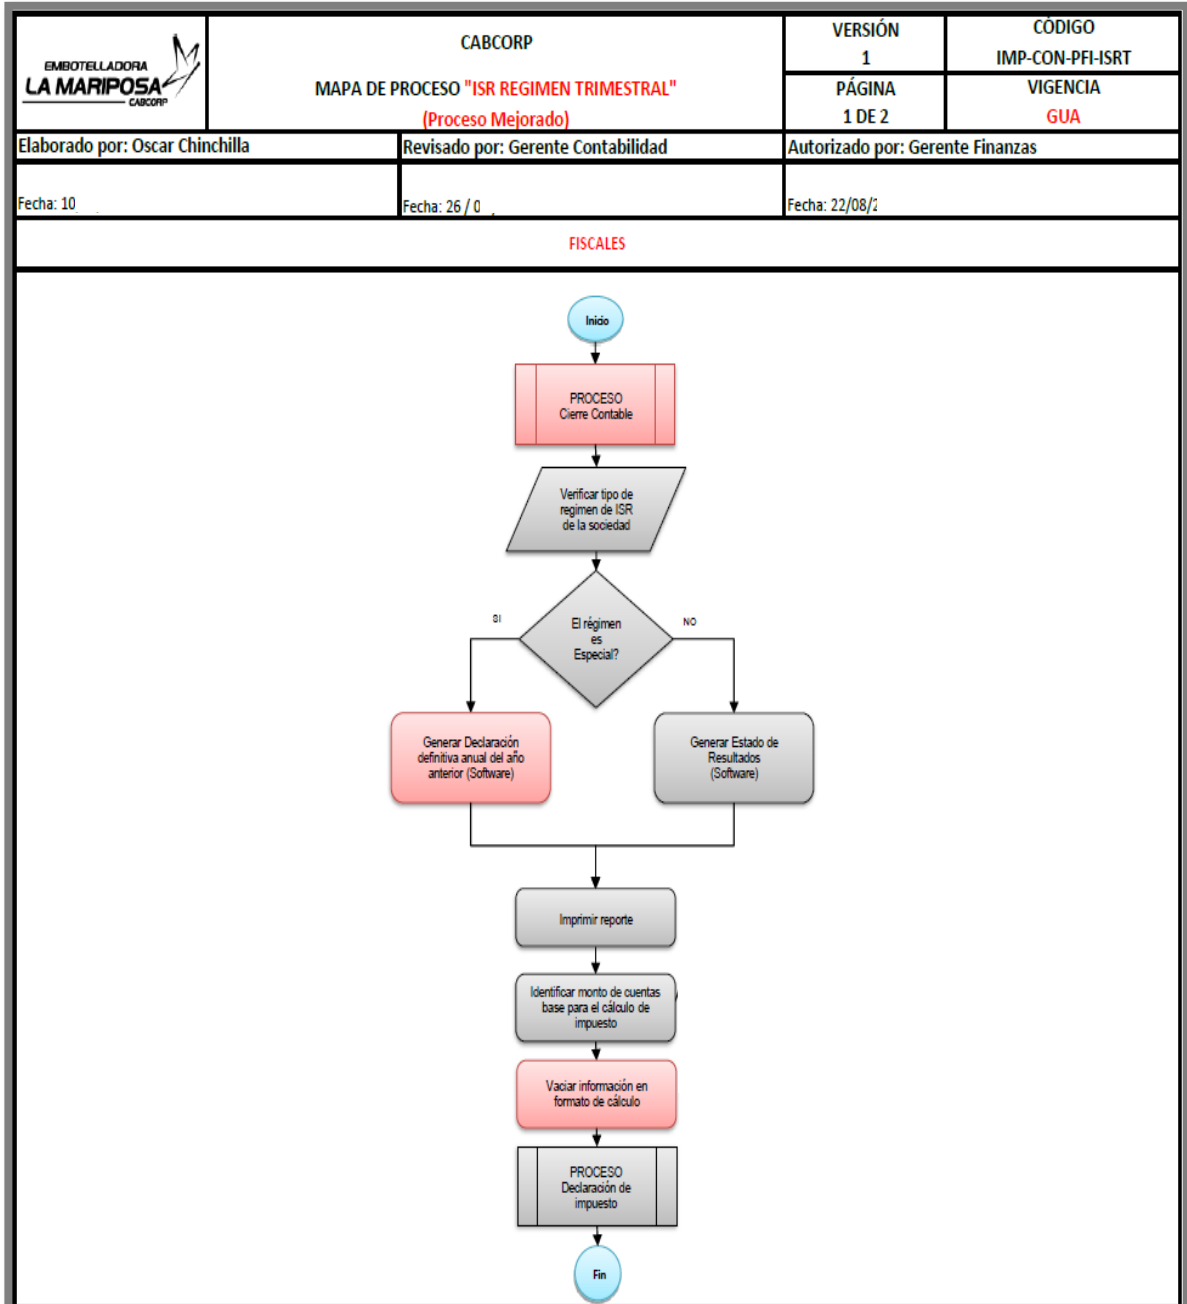 EMBOTELLADORA
LA MARIPOSA
CABCORP
CABCORP
MAPA DE PROCESO "ISR REGIMEN TRIMESTRAL"
(Proceso Mejorado)
VERSIÓN
1
CÓDIGO
IMP-CON-PFI-ISRT
PÁGINA
1 DE 2
VIGENCIA
GUA
Elaborado por: Oscar Chinchilla
Revisado por: Gerente Contabilidad
Autorizado por: Gerente Finanzas
Fecha: 10
Fecha: 26 / 0
Fecha: 22/08/2
FISCALES
Inicio
PROCESO
Cierre Contable
Verificar tipo de
regimen de ISR
de la sociedad
El régimen
es
Especial?
SI
NO
Generar Declaración
definitiva anual del año
anterior (Software)
Generar Estado de
Resultados
(Software)
Imprimir reporte
Identificar monto de cuentas
base para el cálculo de
impuesto
Vaciar información en
formato de cálculo
PROCESO
Declaración de
impuesto
Fin